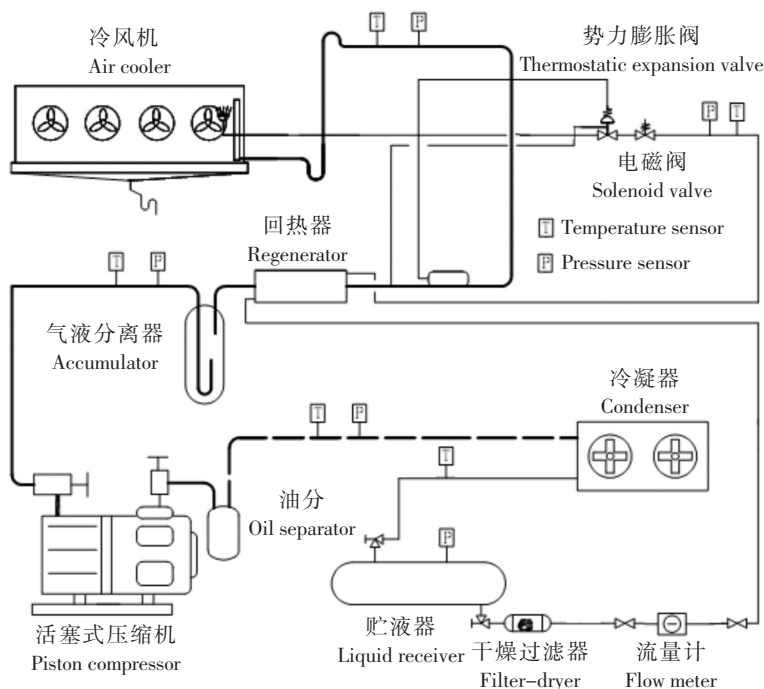 冷风机
Air cooler
T
P
势力膨胀阀
Thermostatic expansion valve
P
T
电磁阀
Solenoid valve
T Temperature sensor
P Pressure sensor
回热器
Regenerator
T
P
气液分离器
Accumulator
冷凝器
Condenser
T
P
T
油分
Oil separator
P
活塞式压缩机
Piston compressor
贮液器
Liquid receiver
干燥过滤器
Filter-dryer
流量计
Flow meter